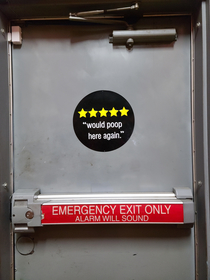 "would poop
here again."
EMERGENCY EXIT ONLY
ALARM WILL SOUND